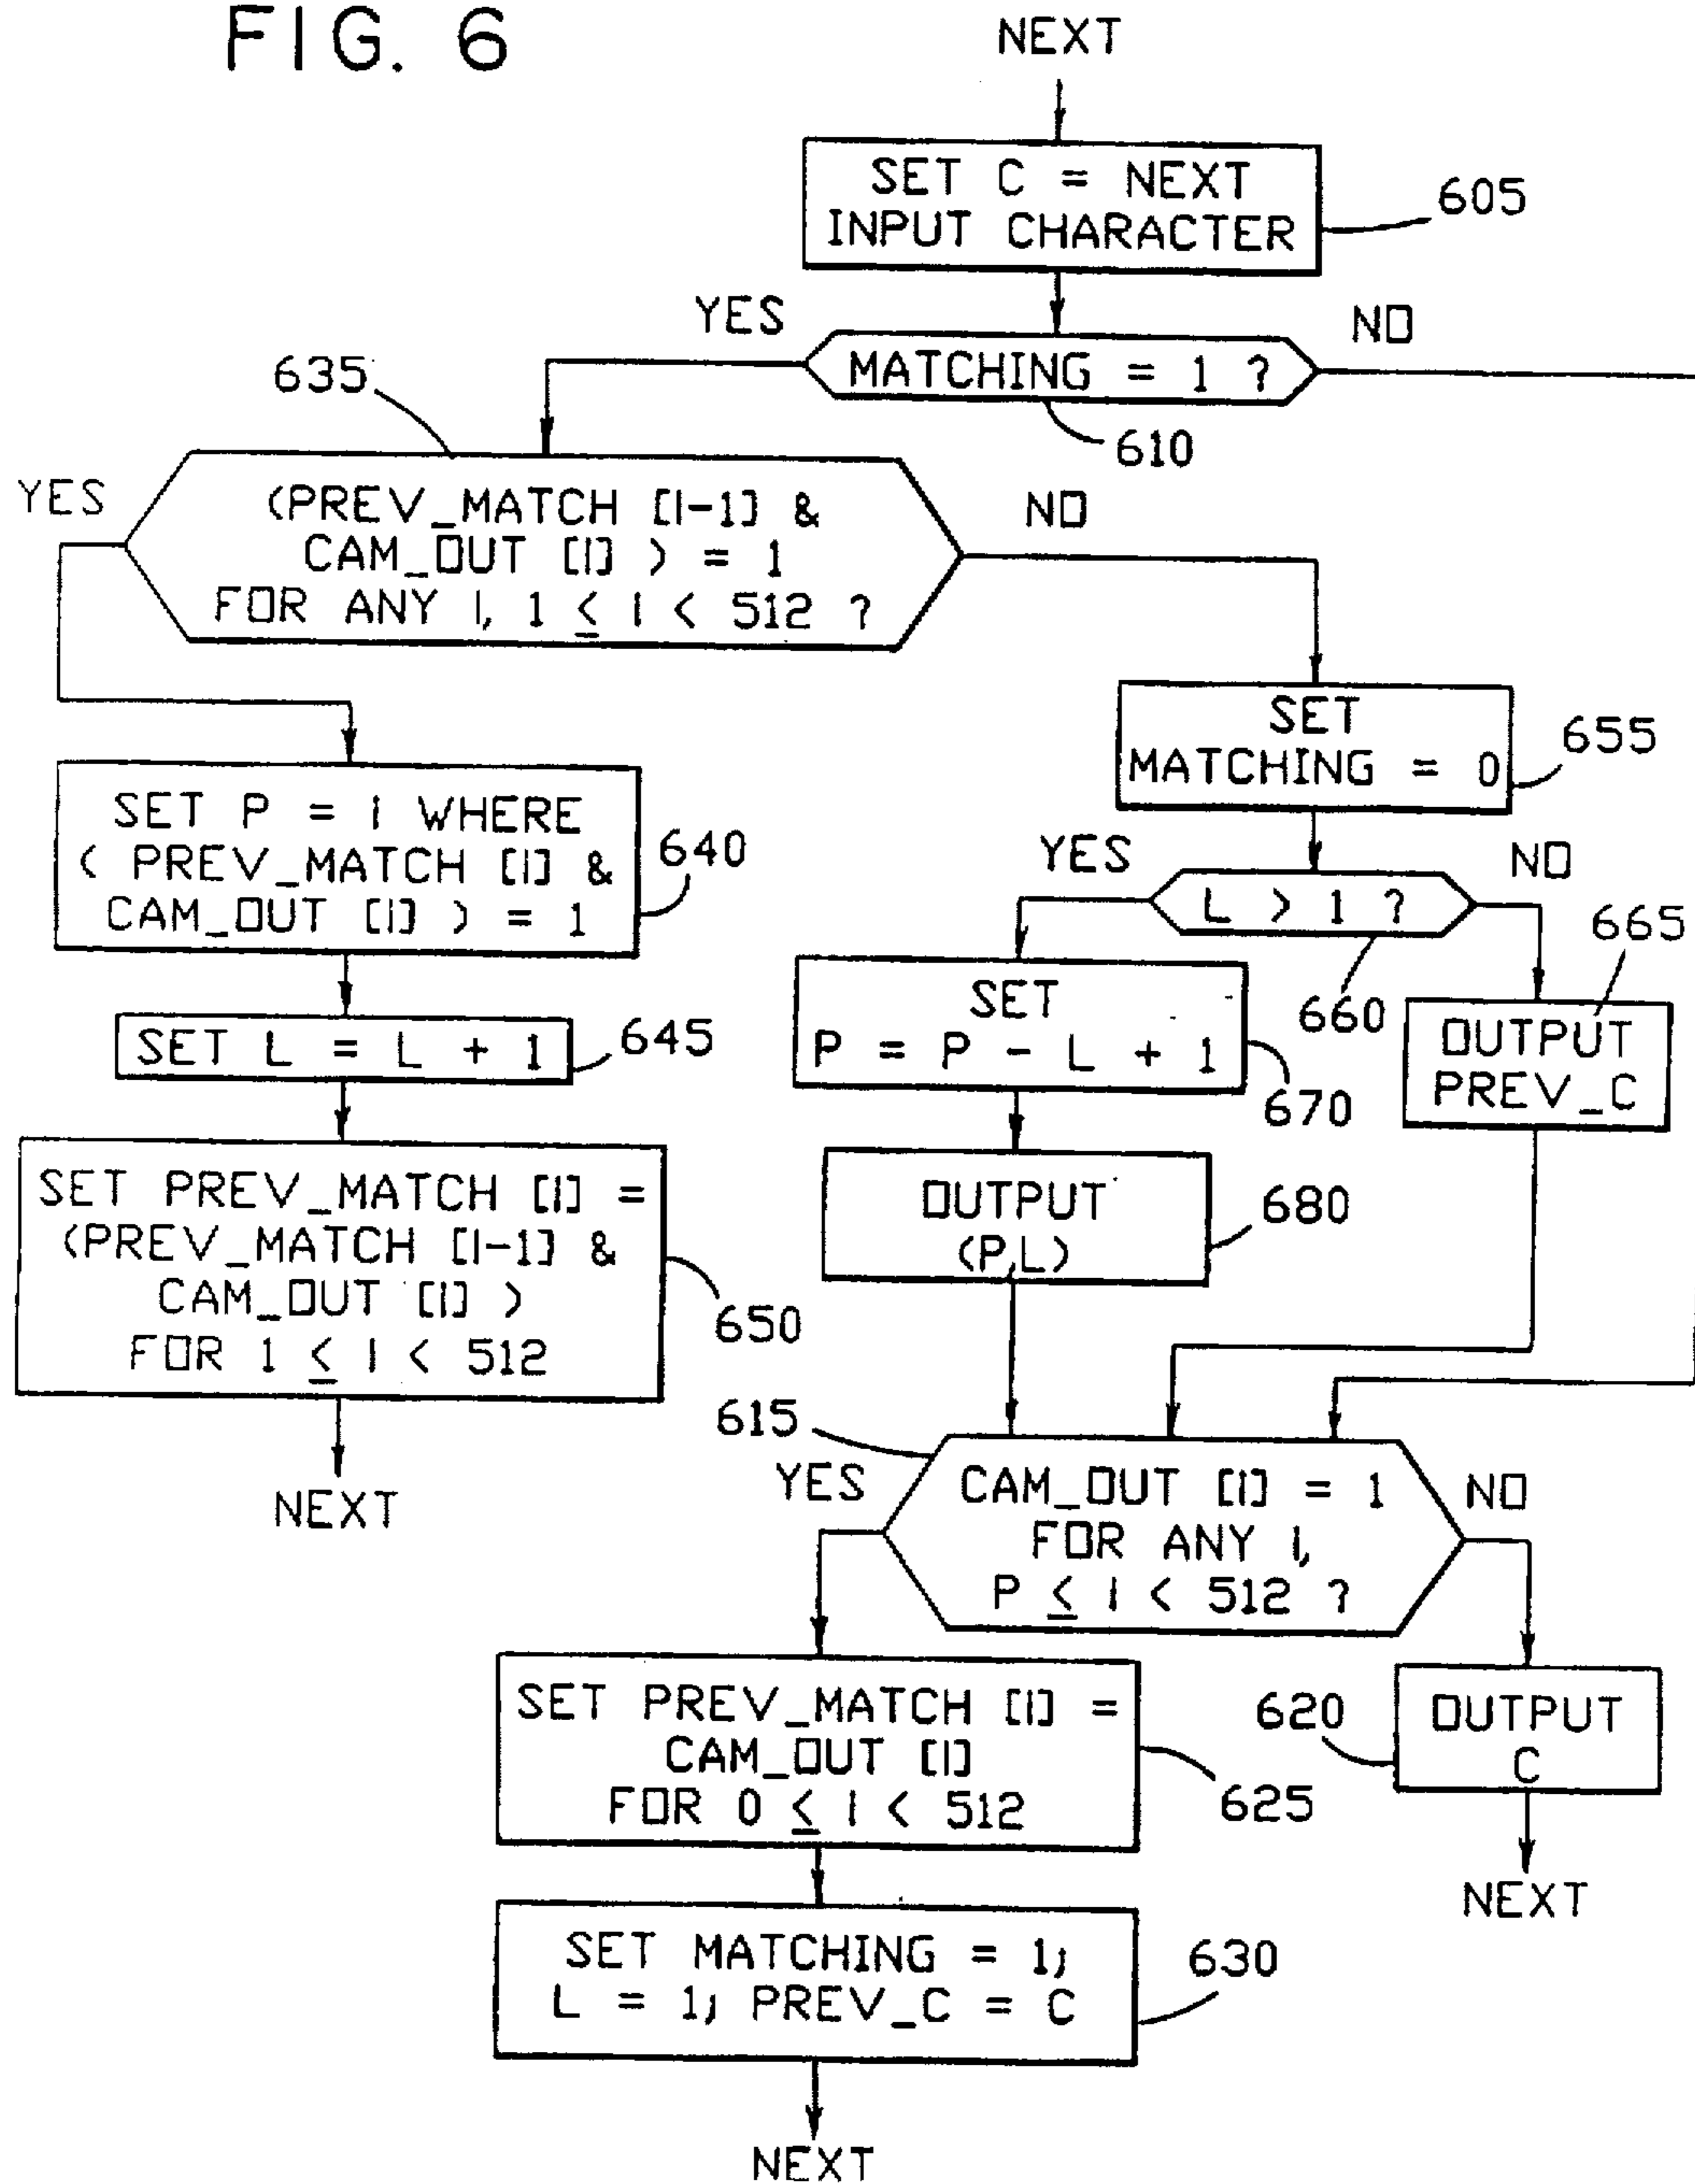 FIG. 6
NEXT
SET C = NEXT
INPUT CHARACTER
605
YES
NO
MATCHING = 1 ?
610
635
YES
(PREV_MATCH [I-1] &
CAM_OUT [I] ) = 1
FOR ANY I, 1 ≤ I < 512 ?
NO
SET
MATCHING = 0
655
SET P = I WHERE
( PREV_MATCH [I] &
CAM_OUT [I] ) = 1
640
YES
NO
L > 1 ?
660
665
SET L = L + 1
645
SET
P = P - L + 1
670
OUTPUT
PREV_C
SET PREV_MATCH [I] =
(PREV_MATCH [I-1] &
CAM_OUT [I] )
FOR 1 ≤ I < 512
650
NEXT
OUTPUT
(P,L)
680
615
YES
CAM_OUT [I] = 1
FOR ANY I,
P ≤ I < 512 ?
NO
SET PREV_MATCH [I] =
CAM_OUT [I]
FOR 0 ≤ I < 512
625
620
OUTPUT
C
NEXT
SET MATCHING = 1;
L = 1; PREV_C = C
630
NEXT